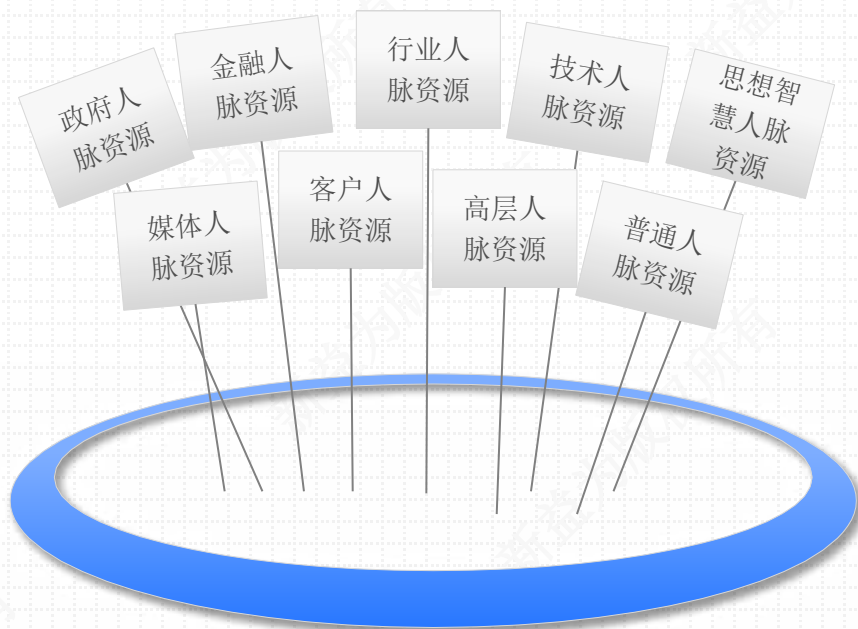 政府人
脉资源
金融人
脉资源
行业人
脉资源
技术人
脉资源
思想智
慧人脉
资源
媒体人
脉资源
客户人
脉资源
高层人
脉资源
普通人
脉资源